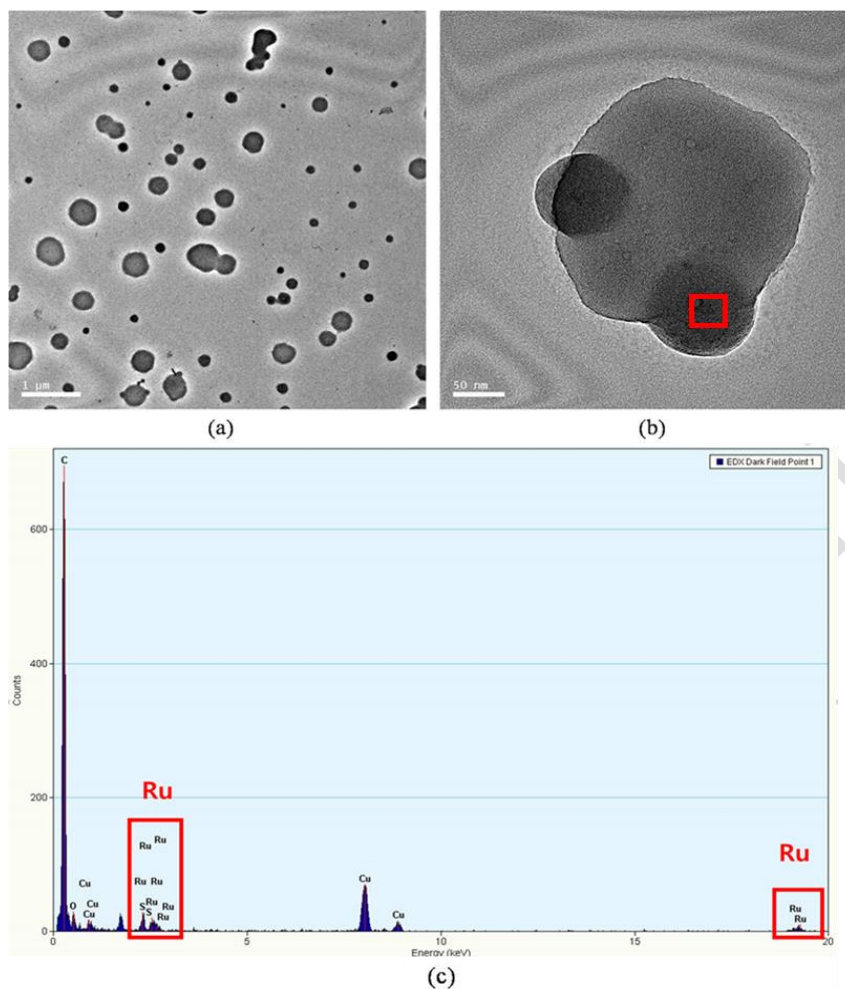 1 μm
50 nm
(a)
(b)
C
EDX Dark Field Point 1
600
400
200
0
Counts
Ru
Ru
Ru
Ru
Ru
Cu
O
Cu
Cu
S
S
Ru
Ru
Ru
Cu
Cu
Ru
Ru
Ru
0
5
10
15
20
Energy (keV)
(c)